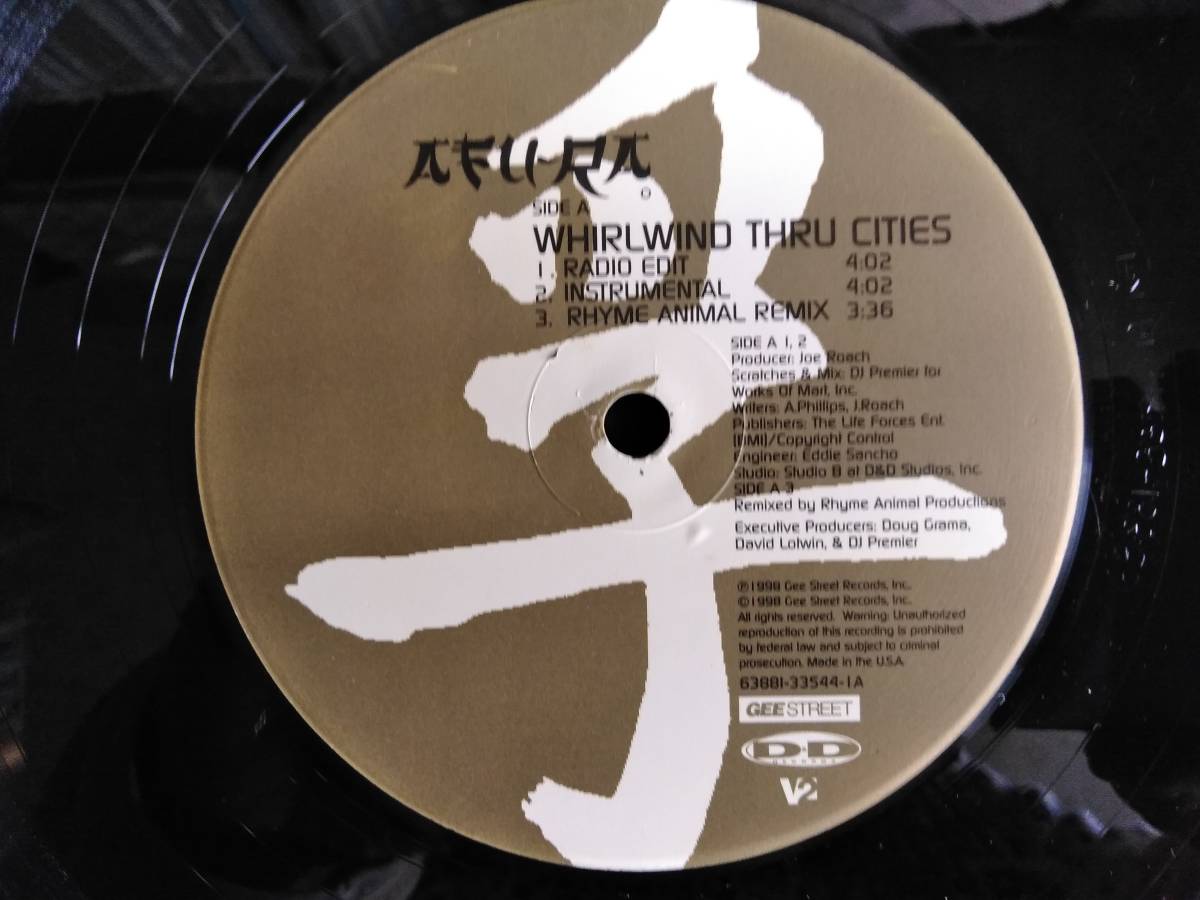 AFU-RA
SIDE A
WHIRLWIND THRU CITIES
1. RADIO EDIT 4:02
2. INSTRUMENTAL 4:02
3. RHYME ANIMAL REMIX 3:36
SIDE A 1, 2
Producer: Joe Roach
Scratches & Mix: DJ Premier for
Works Of Mart, Inc.
Writers: A.Phillips, J.Roach
Publishers: The Life Forces Ent.
(BMI)/Copyright Control
Engineer: Eddie Sancho
Studio: Studio B at D&D Studios, Inc.
SIDE A 3
Remixed by Rhyme Animal Productions
Executive Producers: Doug Grama,
David Lotwin, & DJ Premier
℗1998 Gee Street Records, Inc.
©1998 Gee Street Records, Inc.
All rights reserved. Warning: Unauthorized
reproduction of this recording is prohibited
by federal law and subject to criminal
prosecution. Made in the U.S.A.
63881-33544-1A
GEE STREET
D·D
RECORDS
V2